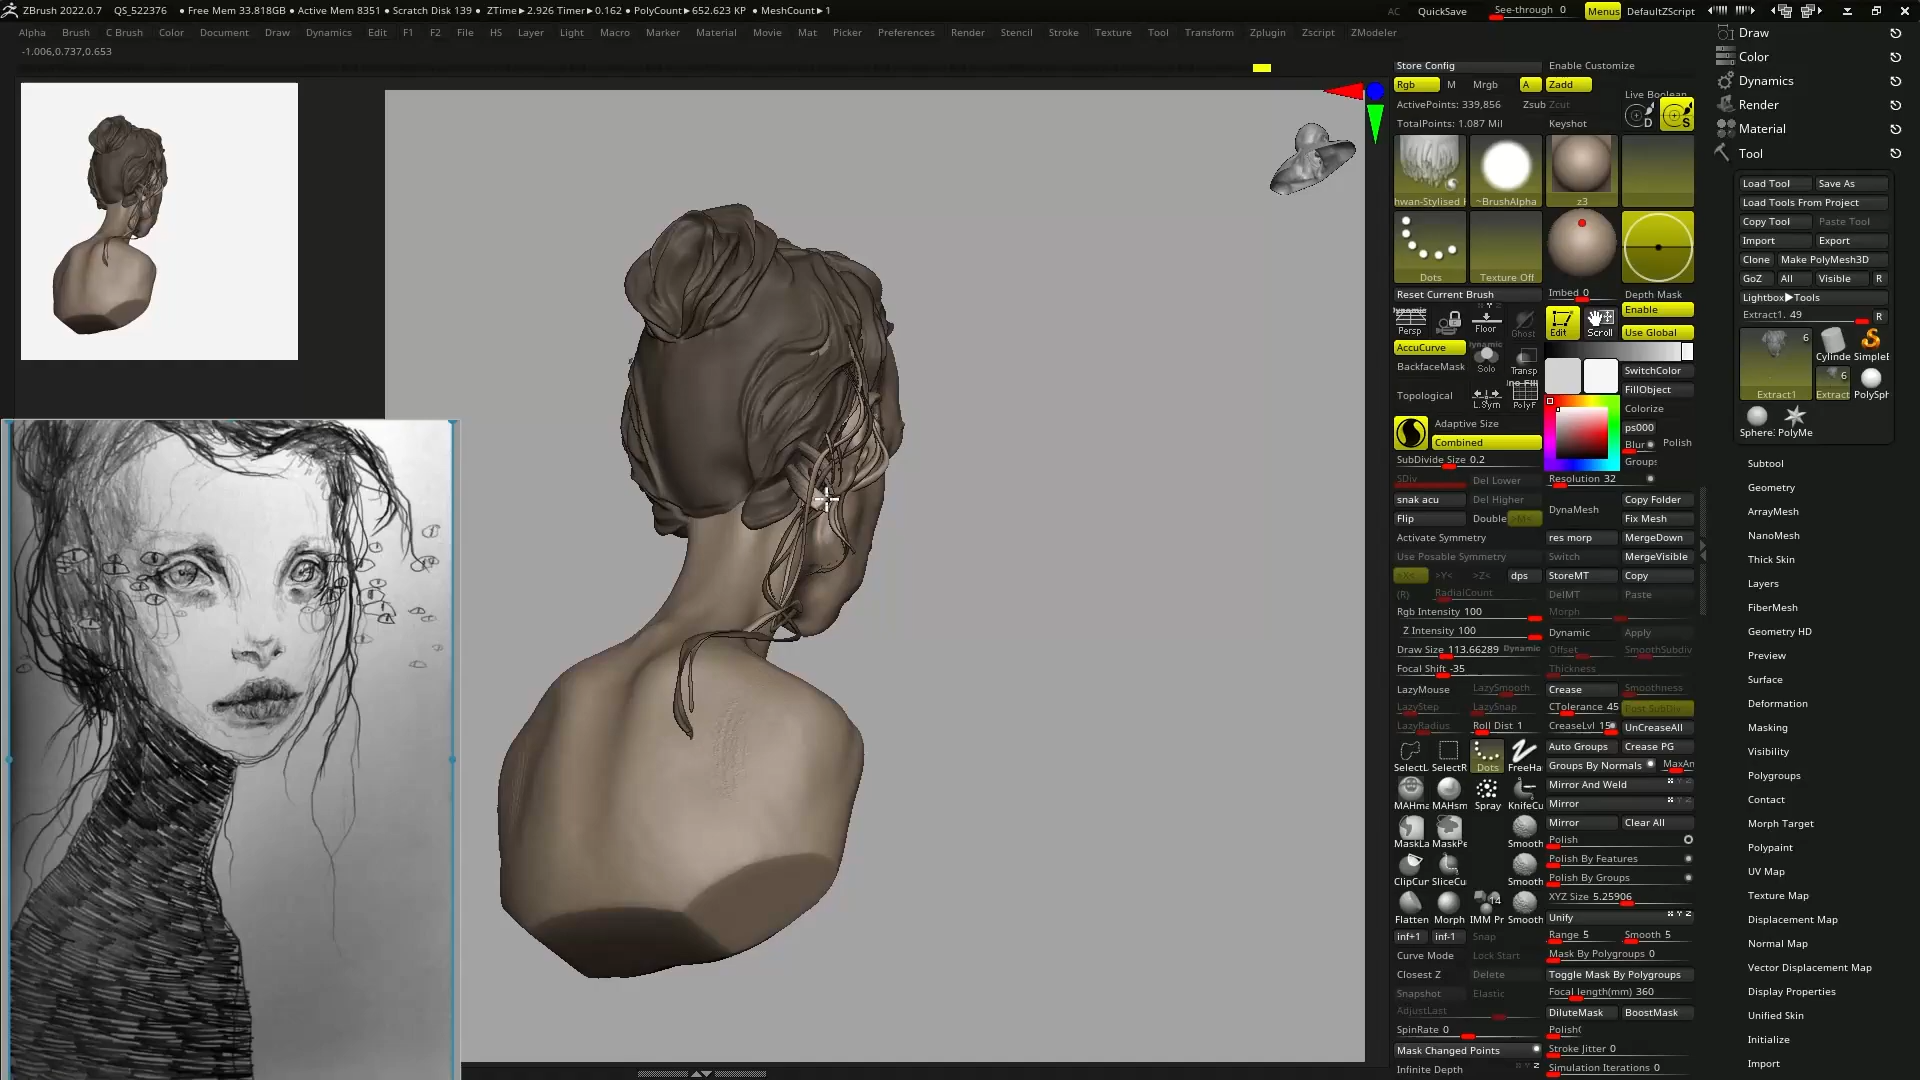 ZBrush 2022.0.7 QS_522376 ● Free Mem 33.818GB ● Active Mem 8351 ● Scratch Disk 139 ● ZTime▶2.926 Timer▶0.162 ● PolyCount▶652.623 KP ● MeshCount▶1 AC QuickSave See-through 0 Menus DefaultZScript
Alpha Brush C Brush Color Document Draw Dynamics Edit F1 F2 File HS Layer Light Macro Marker Material Mat Movie Picker Preferences Render Stencil Stroke Texture Tool Transform Zplugin Zscript ZModeler
-1.006,0.737,0.653
Store Config Enable Customize
Rgb M Mrgb A Zadd
Live Boolean
ActivePoints: 339,856 Zsub Zcut
D S
TotalPoints: 1.087 Mil Keyshot
~BrushAlpha z3
Dots Texture Off
Reset Current Brush Imbed 0 Depth Mask
Dynamic Persp Floor Ghost Edit Scroll Enable
Use Global
AccuCurve Dynamic
BackfaceMask Solo Transp SwitchColor
FillObject
Topological L.Sym PolyF Colorize
Adaptive Size ps000
Combined Blur Polish
SubDivide Size 0.2 Groups
SDiv Del Lower Resolution 32
snak acu Del Higher Copy Folder
DynaMesh
Flip Double Fix Mesh
Activate Symmetry res morp MergeDown
Use Posable Symmetry Switch MergeVisible
>X< >Y< >Z< dps StoreMT Copy
(R) RadialCount DelMT Paste
Rgb Intensity 100 Morph
Z Intensity 100 Dynamic Apply
Draw Size 113.66289 Dynamic Offset SmoothSubdiv
Focal Shift -35 Thickness
LazyMouse LazySmooth Crease Smoothness
LazyStep LazySnap CTolerance 45 Post SubDiv
LazyRadius Roll Dist 1 CreaseLvl 15 UnCreaseAll
Auto Groups Crease PG
SelectL SelectR Dots FreeHa Groups By Normals MaxAn
Mirror And Weld
MAHma MAHsm Spray KnifeCu Mirror
Mirror Clear All
MaskLa MaskPe Smooth Polish
Polish By Features
ClipCur SliceCu Smooth Polish By Groups
XYZ Size 5.25906
14
Flatten Morph IMM Pr Smooth Unify
inf+1 inf-1 Snap Range 5 Smooth 5
Curve Mode Lock Start Mask By Polygroups 0
Closest Z Delete Toggle Mask By Polygroups
Snapshot Elastic Focal length(mm) 360
AdjustLast DiluteMask BoostMask
SpinRate 0
Mask Changed Points Stroke Jitter 0
Infinite Depth Simulation Iterations 0
Draw
Color
Dynamics
Render
Material
Tool
Load Tool Save As
Load Tools From Project
Copy Tool Paste Tool
Import Export
Clone Make PolyMesh3D
GoZ All Visible R
Lightbox▶Tools
Extract1. 49 R
6 Cylinde SimpleB
6
Extract1 Extract PolySph
Sphere: PolyMe
Subtool
Geometry
ArrayMesh
NanoMesh
Thick Skin
Layers
FiberMesh
Geometry HD
Preview
Surface
Deformation
Masking
Visibility
Polygroups
Contact
Morph Target
Polypaint
UV Map
Texture Map
Displacement Map
Normal Map
Vector Displacement Map
Display Properties
Unified Skin
Initialize
Import